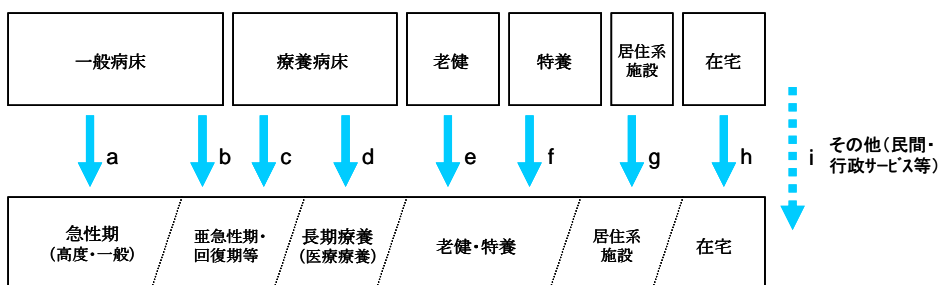 一般病床
療養病床
老健
特養
居住系
施設
在宅
a
b
c
d
e
f
g
h
i
その他(民間・
行政サービス等)
急性期
(高度・一般)
亜急性期・
回復期等
長期療養
(医療療養)
老健・特養
居住系
施設
在宅